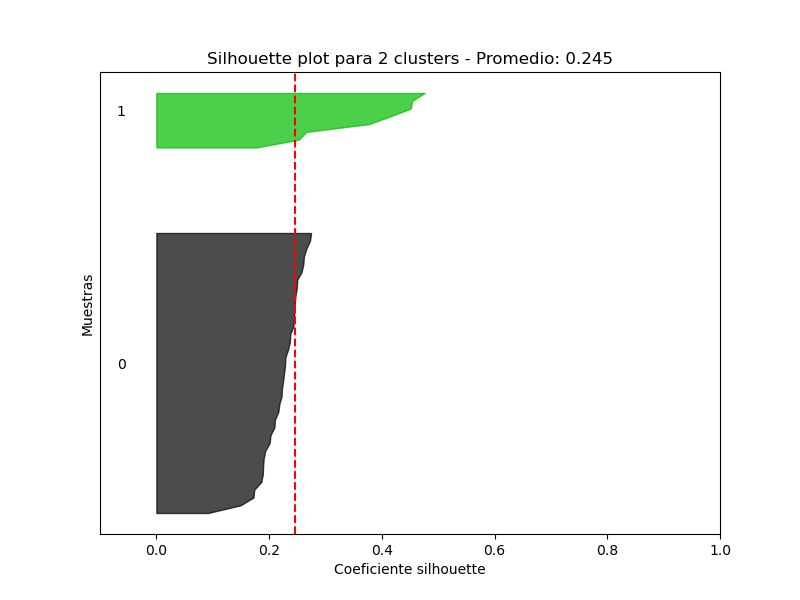 Silhouette plot para 2 clusters - Promedio: 0.245
1
0
Muestras
0.0 0.2 0.4 0.6 0.8 1.0
Coeficiente silhouette